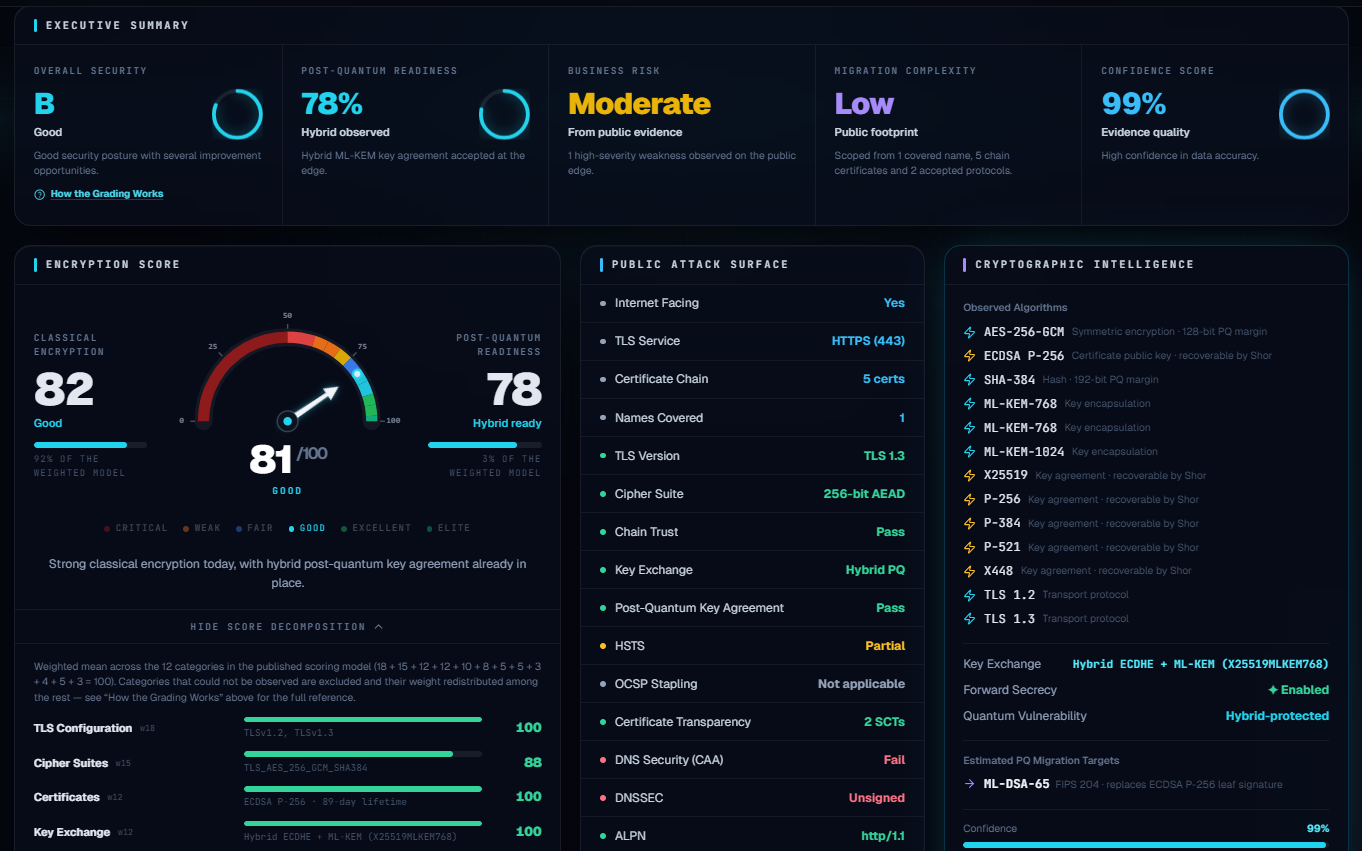 EXECUTIVE SUMMARY
OVERALL SECURITY
B
Good
Good security posture with several improvement
opportunities.
How the Grading Works
POST-QUANTUM READINESS
78%
Hybrid observed
Hybrid ML-KEM key agreement accepted at the
edge.
BUSINESS RISK
Moderate
From public evidence
1 high-severity weakness observed on the public
edge.
MIGRATION COMPLEXITY
Low
Public footprint
Scoped from 1 covered name, 5 chain
certificates and 2 accepted protocols.
CONFIDENCE SCORE
99%
Evidence quality
High confidence in data accuracy.
ENCRYPTION SCORE
CLASSICAL
ENCRYPTION
82
Good
92% OF THE
WEIGHTED MODEL
0
25
50
75
100
81 /100
GOOD
POST-QUANTUM
READINESS
78
Hybrid ready
3% OF THE
WEIGHTED MODEL
CRITICAL WEAK FAIR GOOD EXCELLENT ELITE
Strong classical encryption today, with hybrid post-quantum key agreement already in
place.
HIDE SCORE DECOMPOSITION
Weighted mean across the 12 categories in the published scoring model (18 + 15 + 12 + 12 + 10 + 8 + 5 + 5 + 3
+ 4 + 5 + 3 = 100). Categories that could not be observed are excluded and their weight redistributed among
the rest — see “How the Grading Works” above for the full reference.
TLS Configuration w18 100
TLSv1.2, TLSv1.3
Cipher Suites w15 88
TLS_AES_256_GCM_SHA384
Certificates w12 100
ECDSA P-256 · 89-day lifetime
Key Exchange w12 100
Hybrid ECDHE + ML-KEM (X25519MLKEM768)
PUBLIC ATTACK SURFACE
Internet Facing Yes
TLS Service HTTPS (443)
Certificate Chain 5 certs
Names Covered 1
TLS Version TLS 1.3
Cipher Suite 256-bit AEAD
Chain Trust Pass
Key Exchange Hybrid PQ
Post-Quantum Key Agreement Pass
HSTS Partial
OCSP Stapling Not applicable
Certificate Transparency 2 SCTs
DNS Security (CAA) Fail
DNSSEC Unsigned
ALPN http/1.1
CRYPTOGRAPHIC INTELLIGENCE
Observed Algorithms
AES-256-GCM Symmetric encryption · 128-bit PQ margin
ECDSA P-256 Certificate public key · recoverable by Shor
SHA-384 Hash · 192-bit PQ margin
ML-KEM-768 Key encapsulation
ML-KEM-768 Key encapsulation
ML-KEM-1024 Key encapsulation
X25519 Key agreement · recoverable by Shor
P-256 Key agreement · recoverable by Shor
P-384 Key agreement · recoverable by Shor
P-521 Key agreement · recoverable by Shor
X448 Key agreement · recoverable by Shor
TLS 1.2 Transport protocol
TLS 1.3 Transport protocol
Key Exchange Hybrid ECDHE + ML-KEM (X25519MLKEM768)
Forward Secrecy ✦ Enabled
Quantum Vulnerability Hybrid-protected
Estimated PQ Migration Targets
→ ML-DSA-65 FIPS 204 · replaces ECDSA P-256 leaf signature
Confidence 99%